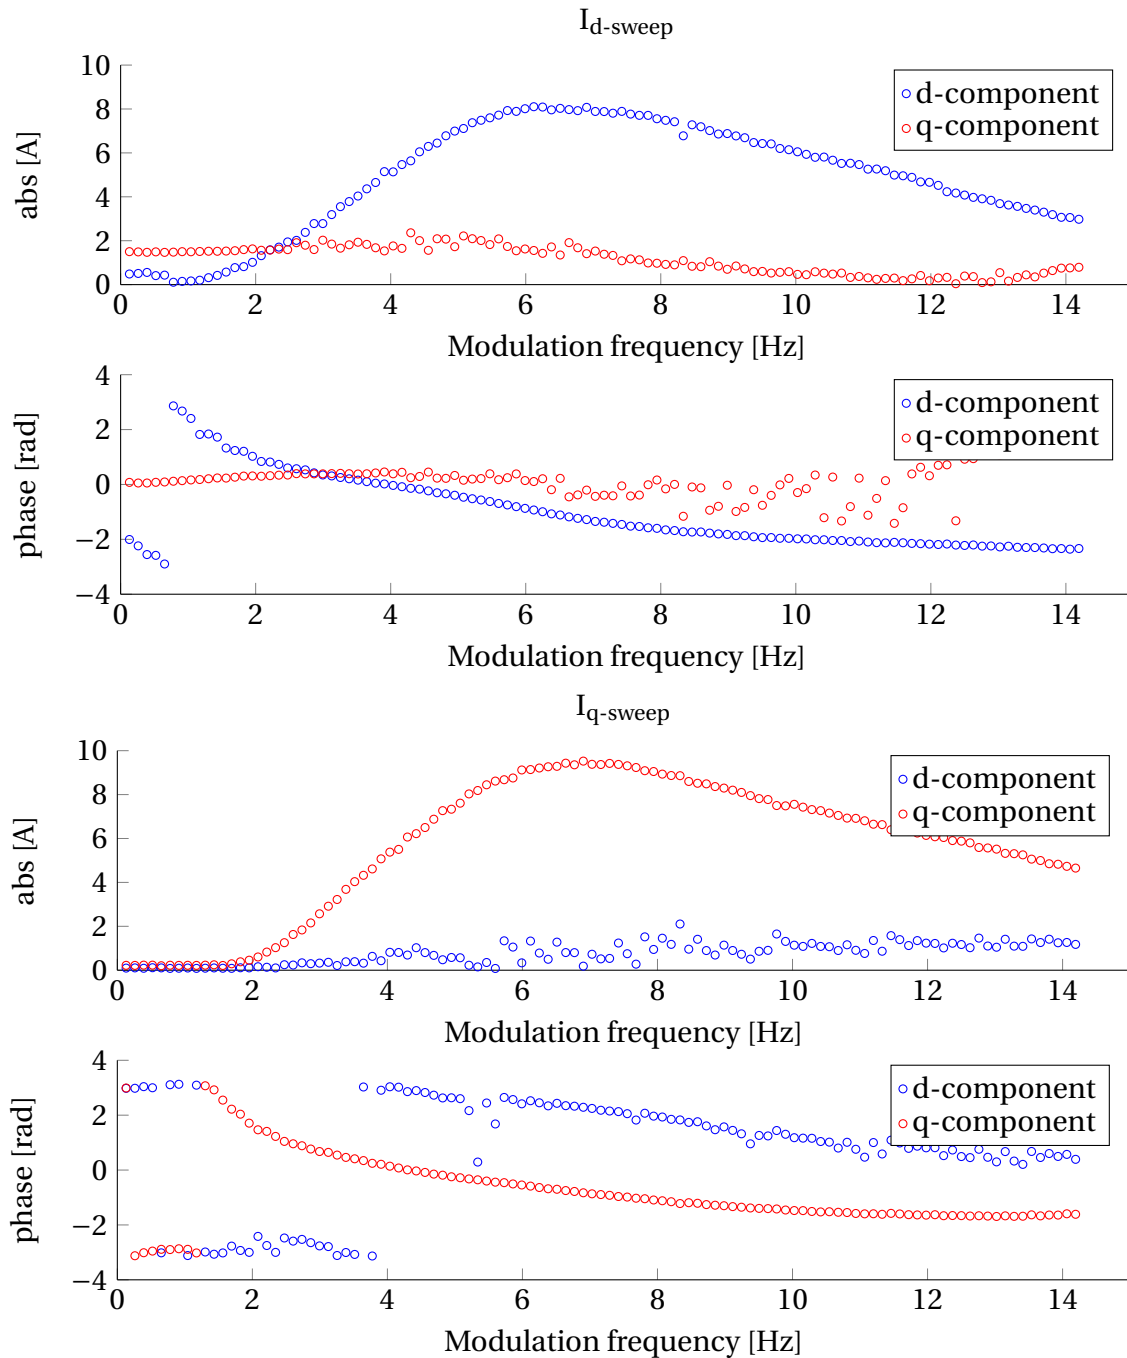 I_d-sweep
10
8
6
4
2
0
abs [A]
d-component
q-component
0 2 4 6 8 10 12 14
Modulation frequency [Hz]
4
2
0
−2
−4
phase [rad]
d-component
q-component
0 2 4 6 8 10 12 14
Modulation frequency [Hz]
I_q-sweep
10
8
6
4
2
0
abs [A]
d-component
q-component
0 2 4 6 8 10 12 14
Modulation frequency [Hz]
4
2
0
−2
−4
phase [rad]
d-component
q-component
0 2 4 6 8 10 12 14
Modulation frequency [Hz]